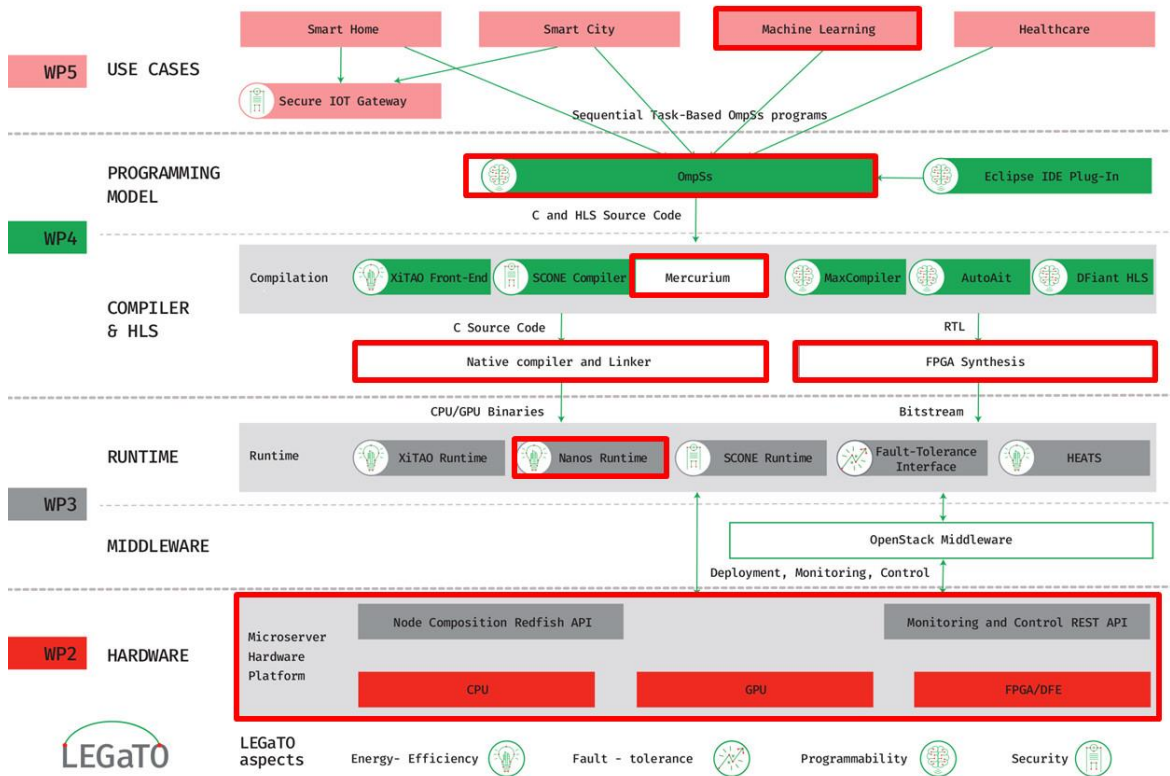 Smart Home
Smart City
Machine Learning
Healthcare
WP5
USE CASES
Secure IOT Gateway
Sequential Task-Based OmpSs programs
PROGRAMMING
MODEL
OmpSs
Eclipse IDE Plug-In
C and HLS Source Code
WP4
Compilation
XiTAO Front-End
SCONE Compiler
Mercurium
MaxCompiler
AutoAit
DFiant HLS
COMPILER
& HLS
C Source Code
RTL
Native compiler and Linker
FPGA Synthesis
CPU/GPU Binaries
Bitstream
RUNTIME
Runtime
XiTAO Runtime
Nanos Runtime
SCONE Runtime
Fault-Tolerance
Interface
HEATS
WP3
MIDDLEWARE
OpenStack Middleware
Deployment, Monitoring, Control
WP2
HARDWARE
Microserver
Hardware
Platform
Node Composition Redfish API
Monitoring and Control REST API
CPU
GPU
FPGA/DFE
LEGaTO
LEGaTO
aspects
Energy- Efficiency
Fault - tolerance
Programmability
Security